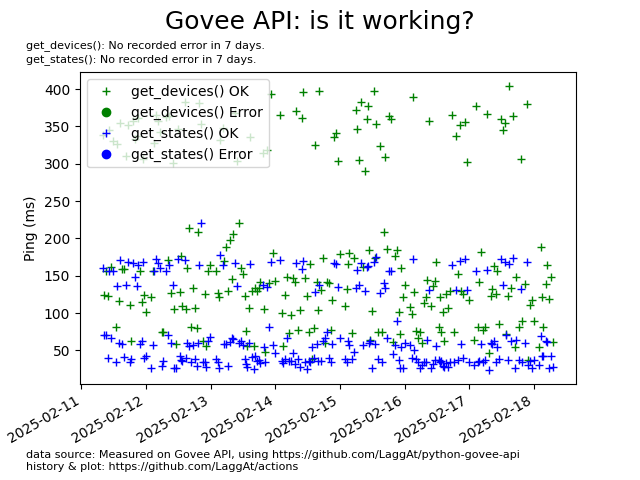 Govee API: is it working?
get_devices(): No recorded error in 7 days.
get_states(): No recorded error in 7 days.
get_devices() OK
get_devices() Error
get_states() OK
get_states() Error
Ping (ms)
400
350
300
250
200
150
100
50
2025-02-11
2025-02-12
2025-02-13
2025-02-14
2025-02-15
2025-02-16
2025-02-17
2025-02-18
data source: Measured on Govee API, using https://github.com/LaggAt/python-govee-api
history & plot: https://github.com/LaggAt/actions